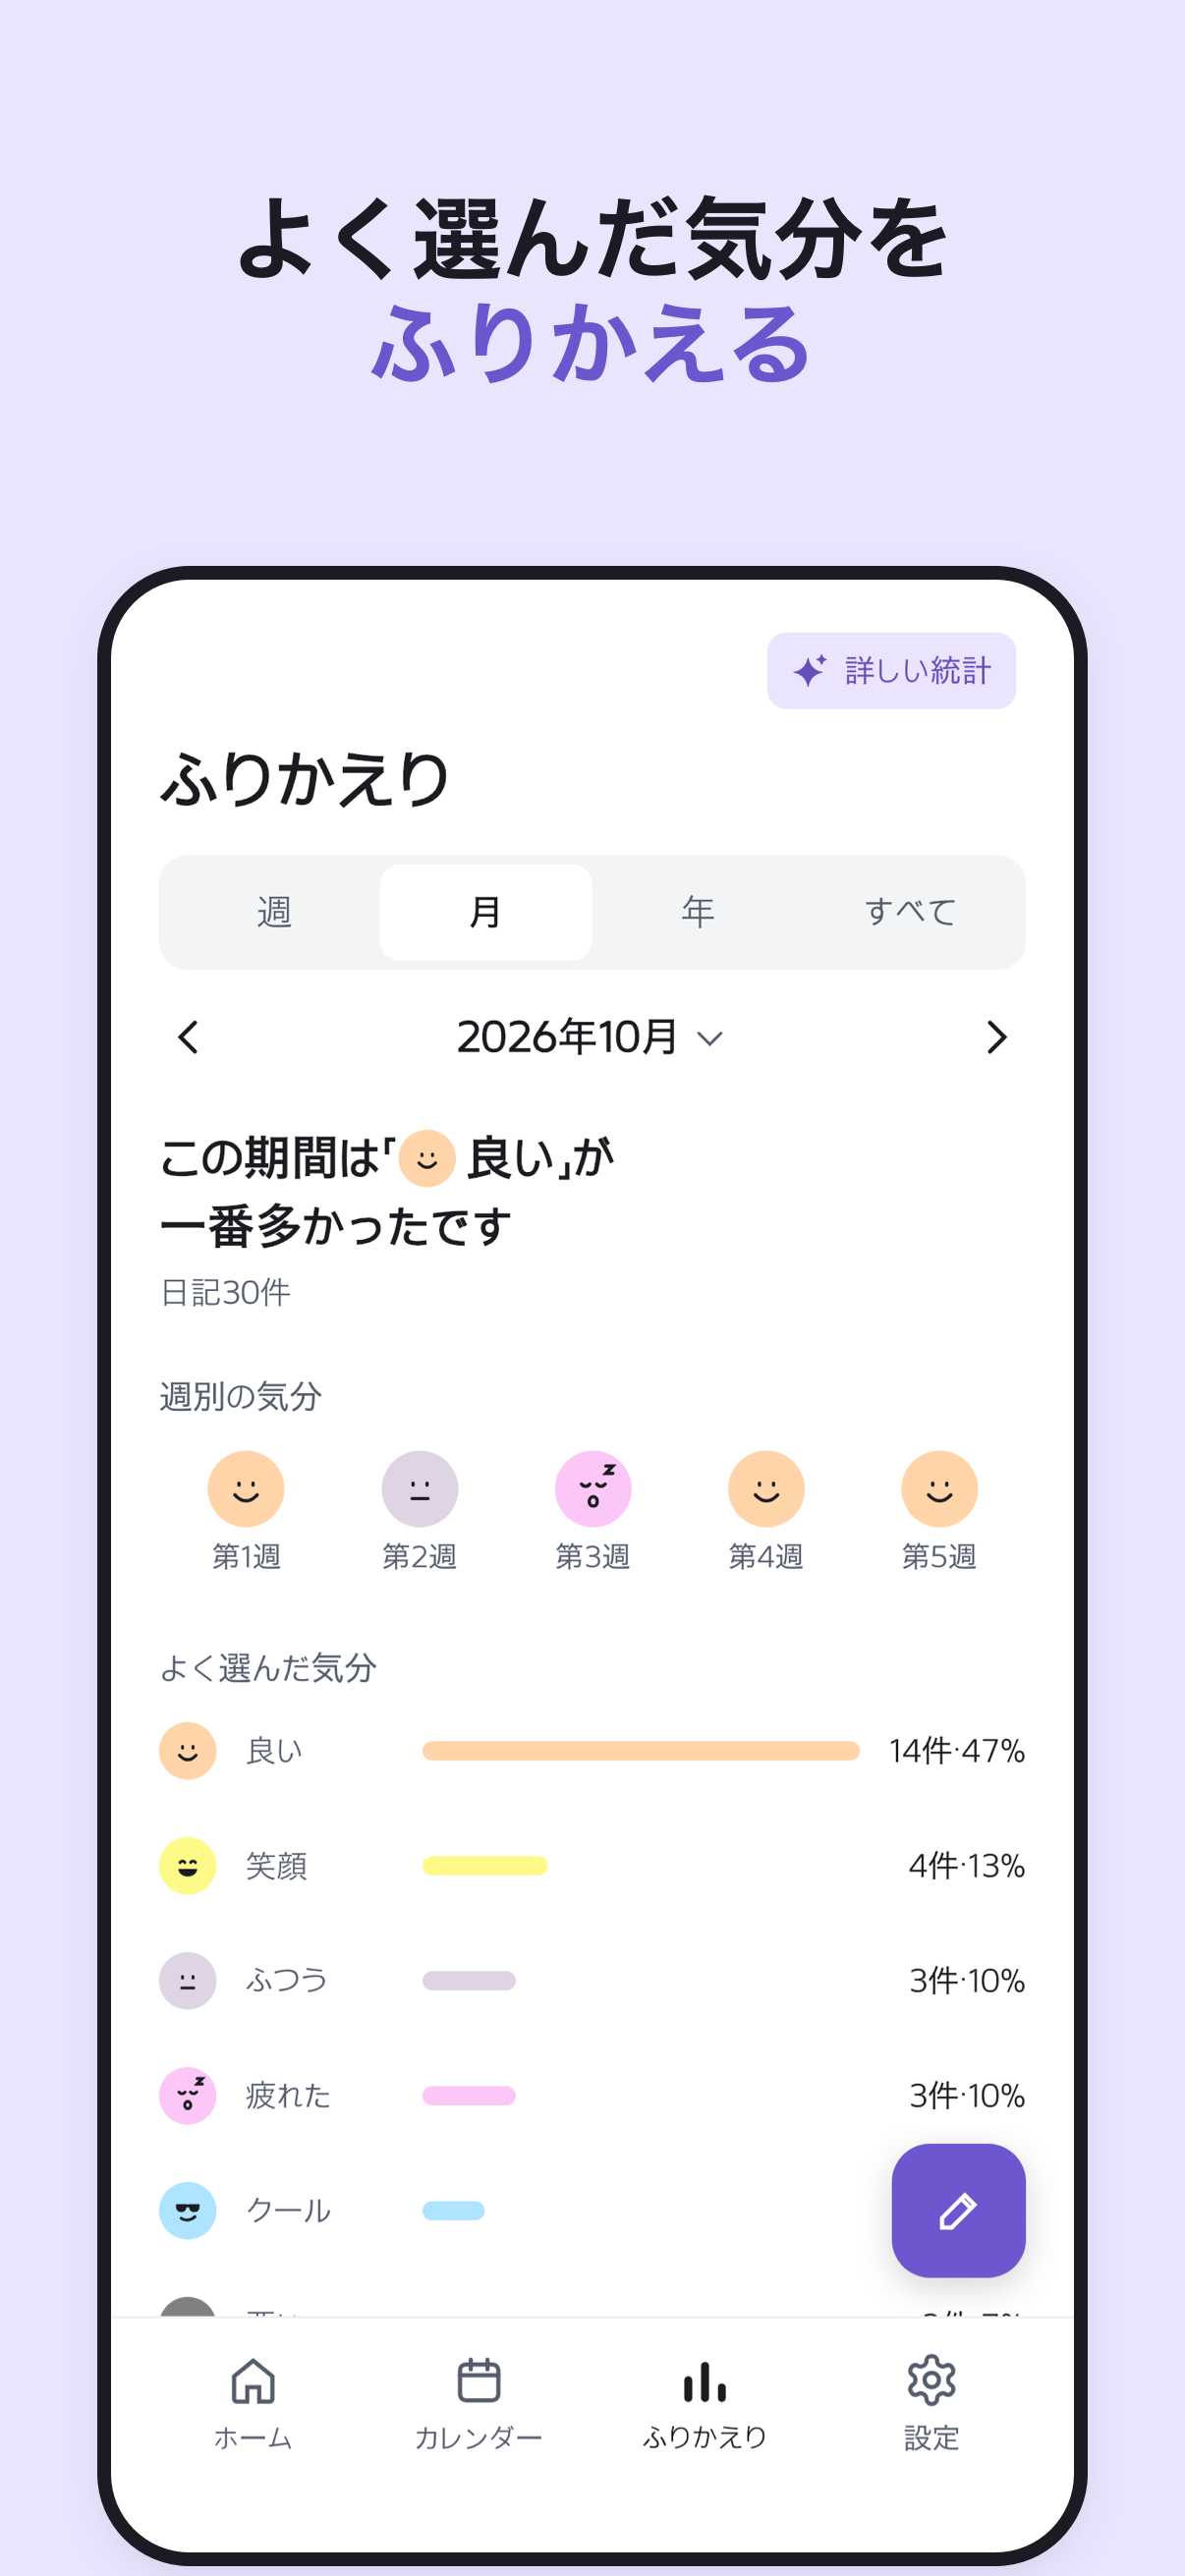 よく選んだ気分を
ふりかえる
詳しい統計
ふりかえり
週 月 年 すべて
2026年10月
この期間は「良い」が
一番多かったです
日記30件
週別の気分
第1週 第2週 第3週 第4週 第5週
よく選んだ気分
良い 14件·47%
笑顔 4件·13%
ふつう 3件·10%
疲れた 3件·10%
クール
ホーム カレンダー ふりかえり 設定